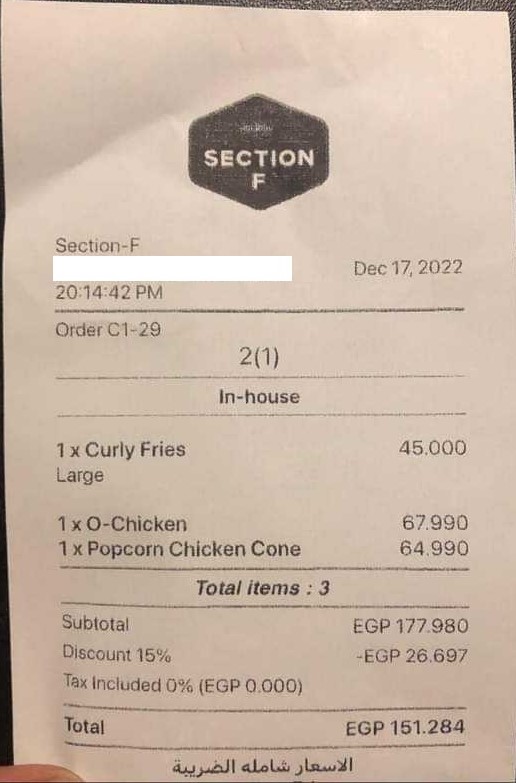 SECTION
F
Section-F
Dec 17, 2022
20:14:42 PM
Order C1-29
2(1)
In-house
1 x Curly Fries 45.000
Large
1 x O-Chicken 67.990
1 x Popcorn Chicken Cone 64.990
Total items : 3
Subtotal EGP 177.980
Discount 15% -EGP 26.697
Tax Included 0% (EGP 0.000)
Total EGP 151.284
الاسعار شامله الضريبة